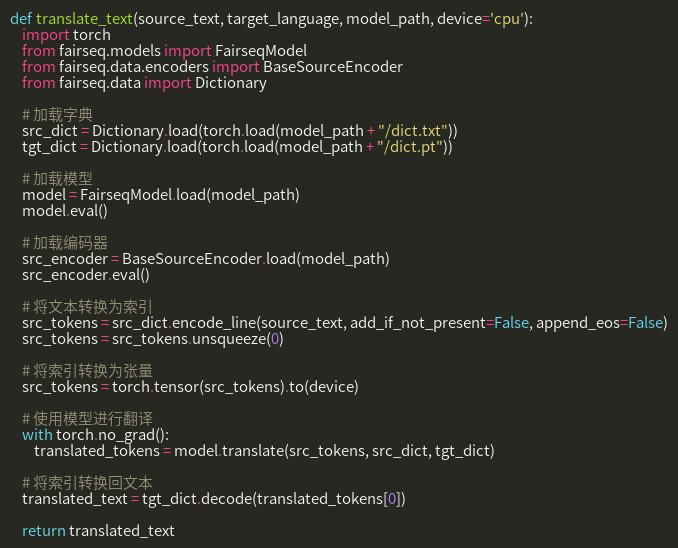 def translate_text(source_text, target_language, model_path, device='cpu'):
import torch
from fairseq.models import FairseqModel
from fairseq.data.encoders import BaseSourceEncoder
from fairseq.data import Dictionary
# 加载字典
src_dict = Dictionary.load(torch.load(model_path + "/dict.txt"))
tgt_dict = Dictionary.load(torch.load(model_path + "/dict.pt"))
# 加载模型
model = FairseqModel.load(model_path)
model.eval()
# 加载编码器
src_encoder = BaseSourceEncoder.load(model_path)
src_encoder.eval()
# 将文本转换为索引
src_tokens = src_dict.encode_line(source_text, add_if_not_present=False, append_eos=False)
src_tokens = src_tokens.unsqueeze(0)
# 将索引转换为张量
src_tokens = torch.tensor(src_tokens).to(device)
# 使用模型进行翻译
with torch.no_grad():
translated_tokens = model.translate(src_tokens, src_dict, tgt_dict)
# 将索引转换回文本
translated_text = tgt_dict.decode(translated_tokens[0])
return translated_text